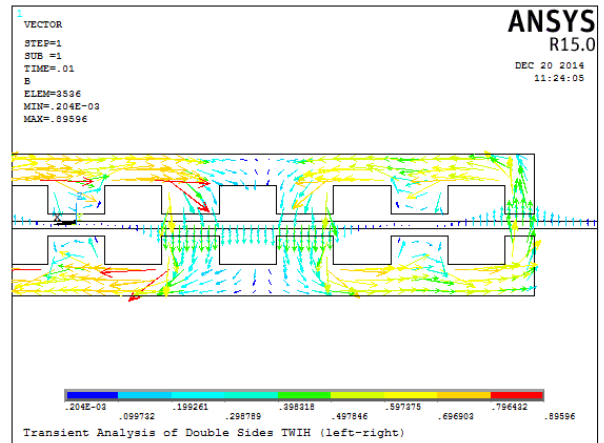 1
VECTOR
STEP=1
SUB =1
TIME=.01
B
ELEM=3536
MIN=.204E-03
MAX=.89596
ANSYS
R15.0
DEC 20 2014
11:24:05
X
.204E-03
.099732
.199261
.298789
.398318
.497846
.597375
.696903
.796432
.89596
Transient Analysis of Double Sides TWIH (left-right)